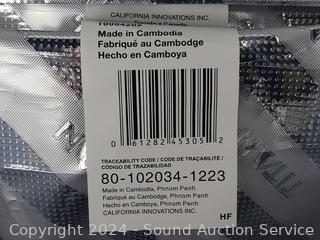 CALIFORNIA INNOVATIONS INC.
Made in Cambodia
Fabriqué au Cambodge
Hecho en Camboya
0 61282 45305 2
TRACEABILITY CODE / CODE DE TRAÇABILITÉ /
CÓDIGO DE TRAZABILIDAD
80-102034-1223
Made in Cambodia, Phnom Penh
Fabriqué au Cambodge, Phnom Penh
Hecho en Camboya, Phnom Penh
CALIFORNIA INNOVATIONS INC.
HF
Copyright 2024 - Sound Auction Service